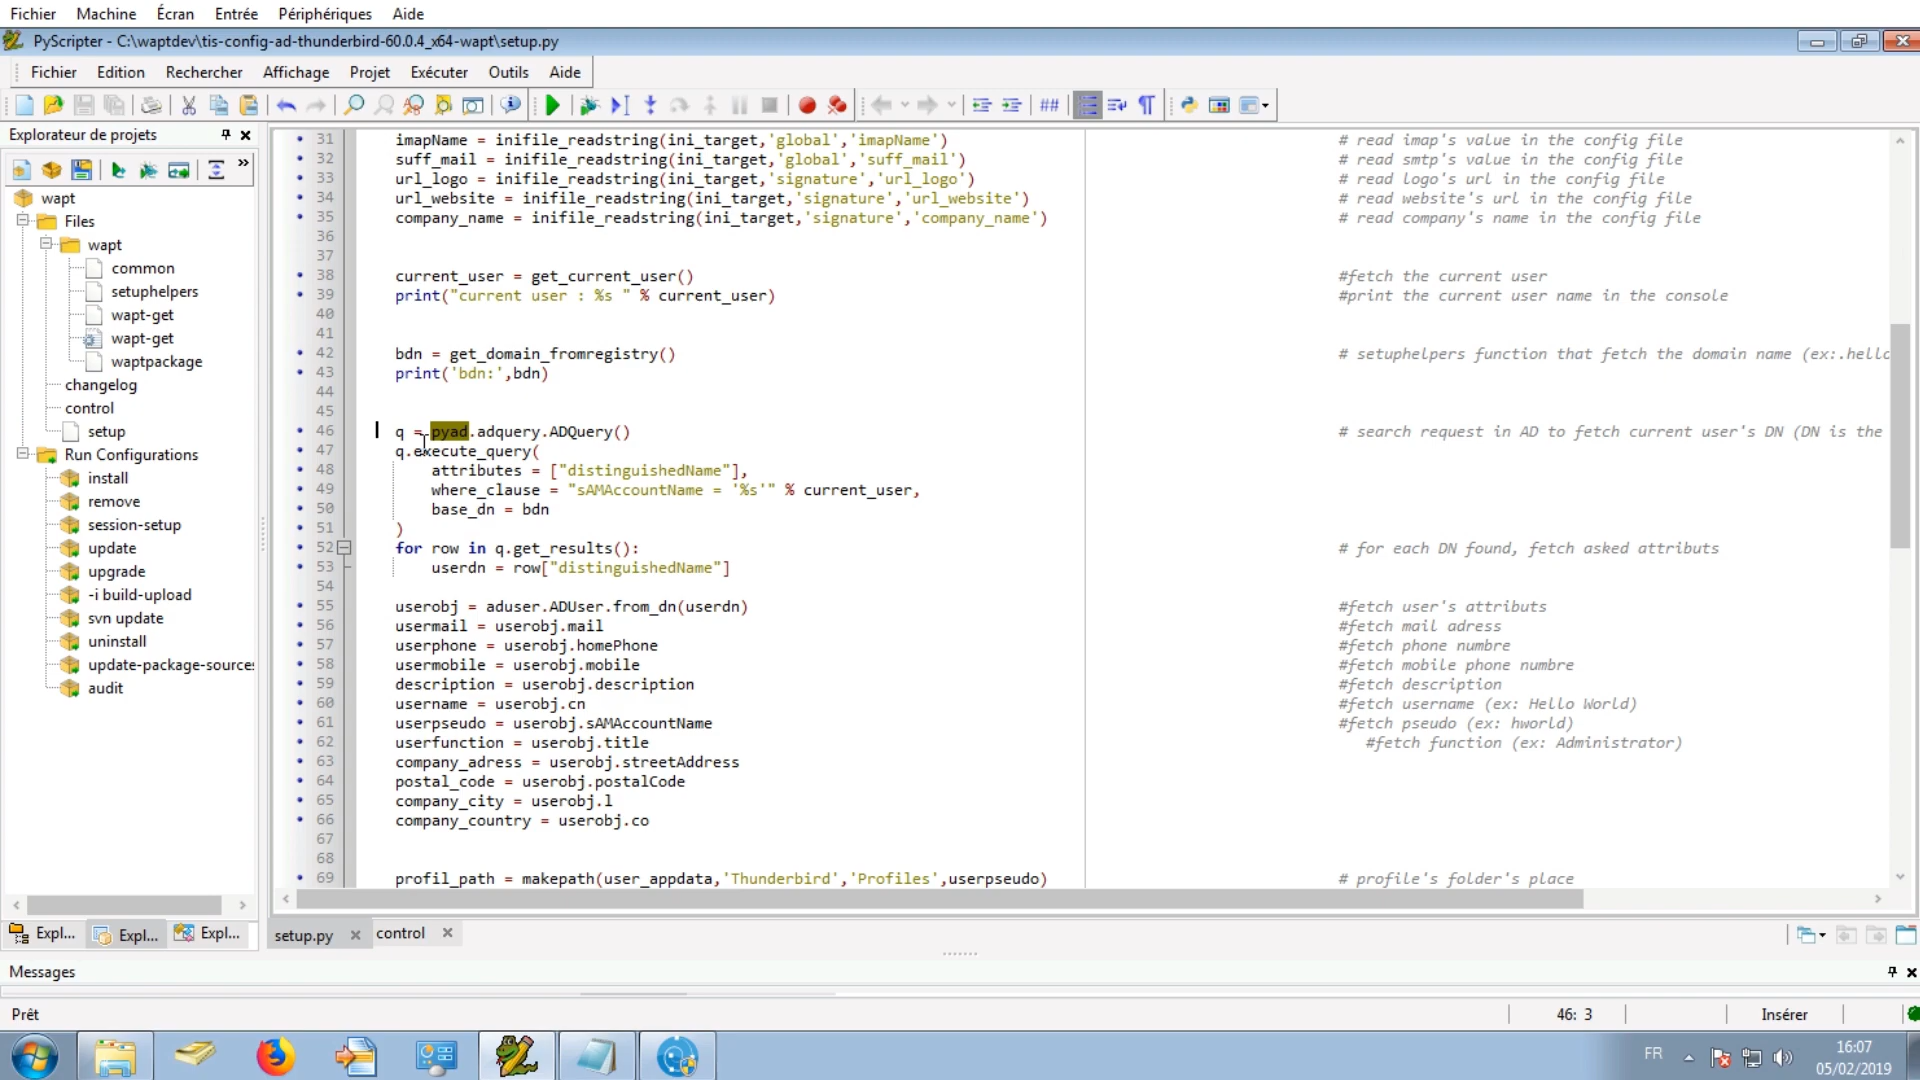 Fichier Machine Écran Entrée Périphériques Aide
PyScripter - C:\waptdev\tis-config-ad-thunderbird-60.0.4_x64-wapt\setup.py
Fichier Edition Rechercher Affichage Projet Exécuter Outils Aide
##
Explorateur de projets
wapt
Files
wapt
common
setuphelpers
wapt-get
wapt-get
waptpackage
changelog
control
setup
Run Configurations
install
remove
session-setup
update
upgrade
-i build-upload
svn update
uninstall
update-package-sources
audit
31 imapName = inifile_readstring(ini_target,'global','imapName') # read imap's value in the config file
32 suff_mail = inifile_readstring(ini_target,'global','suff_mail') # read smtp's value in the config file
33 url_logo = inifile_readstring(ini_target,'signature','url_logo') # read logo's url in the config file
34 url_website = inifile_readstring(ini_target,'signature','url_website') # read website's url in the config file
35 company_name = inifile_readstring(ini_target,'signature','company_name') # read company's name in the config file
36
37
38 current_user = get_current_user() #fetch the current user
39 print("current user : %s " % current_user) #print the current user name in the console
40
41
42 bdn = get_domain_fromregistry() # setuphelpers function that fetch the domain name (ex:.hello
43 print('bdn:',bdn)
44
45
46 q = pyad.adquery.ADQuery() # search request in AD to fetch current user's DN (DN is the
47 q.execute_query(
48 attributes = ["distinguishedName"],
49 where_clause = "sAMAccountName = '%s'" % current_user,
50 base_dn = bdn
51 )
52 for row in q.get_results(): # for each DN found, fetch asked attributs
53 userdn = row["distinguishedName"]
54
55 userobj = aduser.ADUser.from_dn(userdn) #fetch user's attributs
56 usermail = userobj.mail #fetch mail adress
57 userphone = userobj.homePhone #fetch phone numbre
58 usermobile = userobj.mobile #fetch mobile phone numbre
59 description = userobj.description #fetch description
60 username = userobj.cn #fetch username (ex: Hello World)
61 userpseudo = userobj.sAMAccountName #fetch pseudo (ex: hworld)
62 userfunction = userobj.title #fetch function (ex: Administrator)
63 company_adress = userobj.streetAddress
64 postal_code = userobj.postalCode
65 company_city = userobj.l
66 company_country = userobj.co
67
68
69 profil_path = makepath(user_appdata,'Thunderbird','Profiles',userpseudo) # profile's folder's place
Expl... Expl... Expl...
setup.py control
Messages
Prêt 46: 3 Insérer
FR
16:07
05/02/2019